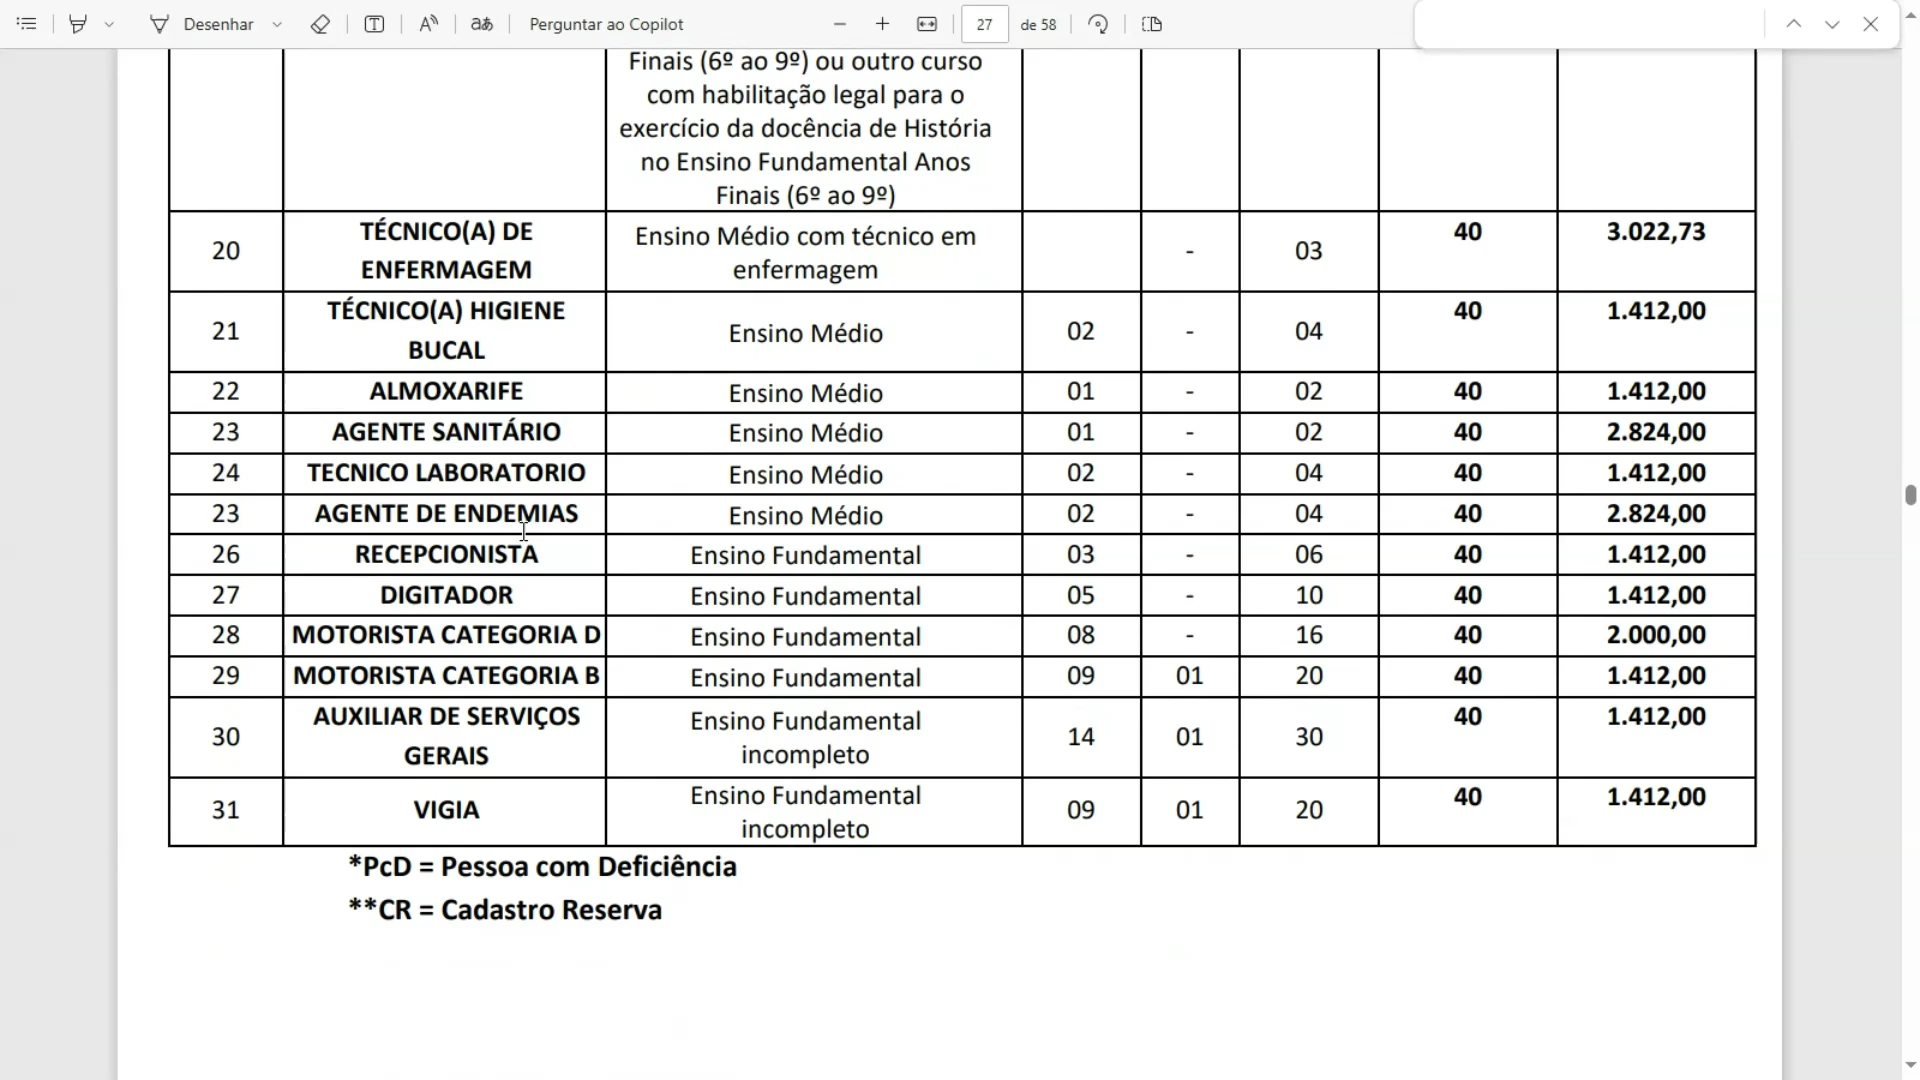 Desenhar
Perguntar ao Copilot
27 de 58
Finais (6º ao 9º) ou outro curso
com habilitação legal para o
exercício da docência de História
no Ensino Fundamental Anos
Finais (6º ao 9º)
20 TÉCNICO(A) DE ENFERMAGEM Ensino Médio com técnico em enfermagem - 03 40 3.022,73
21 TÉCNICO(A) HIGIENE BUCAL Ensino Médio 02 - 04 40 1.412,00
22 ALMOXARIFE Ensino Médio 01 - 02 40 1.412,00
23 AGENTE SANITÁRIO Ensino Médio 01 - 02 40 2.824,00
24 TECNICO LABORATORIO Ensino Médio 02 - 04 40 1.412,00
23 AGENTE DE ENDEMIAS Ensino Médio 02 - 04 40 2.824,00
26 RECEPCIONISTA Ensino Fundamental 03 - 06 40 1.412,00
27 DIGITADOR Ensino Fundamental 05 - 10 40 1.412,00
28 MOTORISTA CATEGORIA D Ensino Fundamental 08 - 16 40 2.000,00
29 MOTORISTA CATEGORIA B Ensino Fundamental 09 01 20 40 1.412,00
30 AUXILIAR DE SERVIÇOS GERAIS Ensino Fundamental incompleto 14 01 30 40 1.412,00
31 VIGIA Ensino Fundamental incompleto 09 01 20 40 1.412,00
*PcD = Pessoa com Deficiência
**CR = Cadastro Reserva